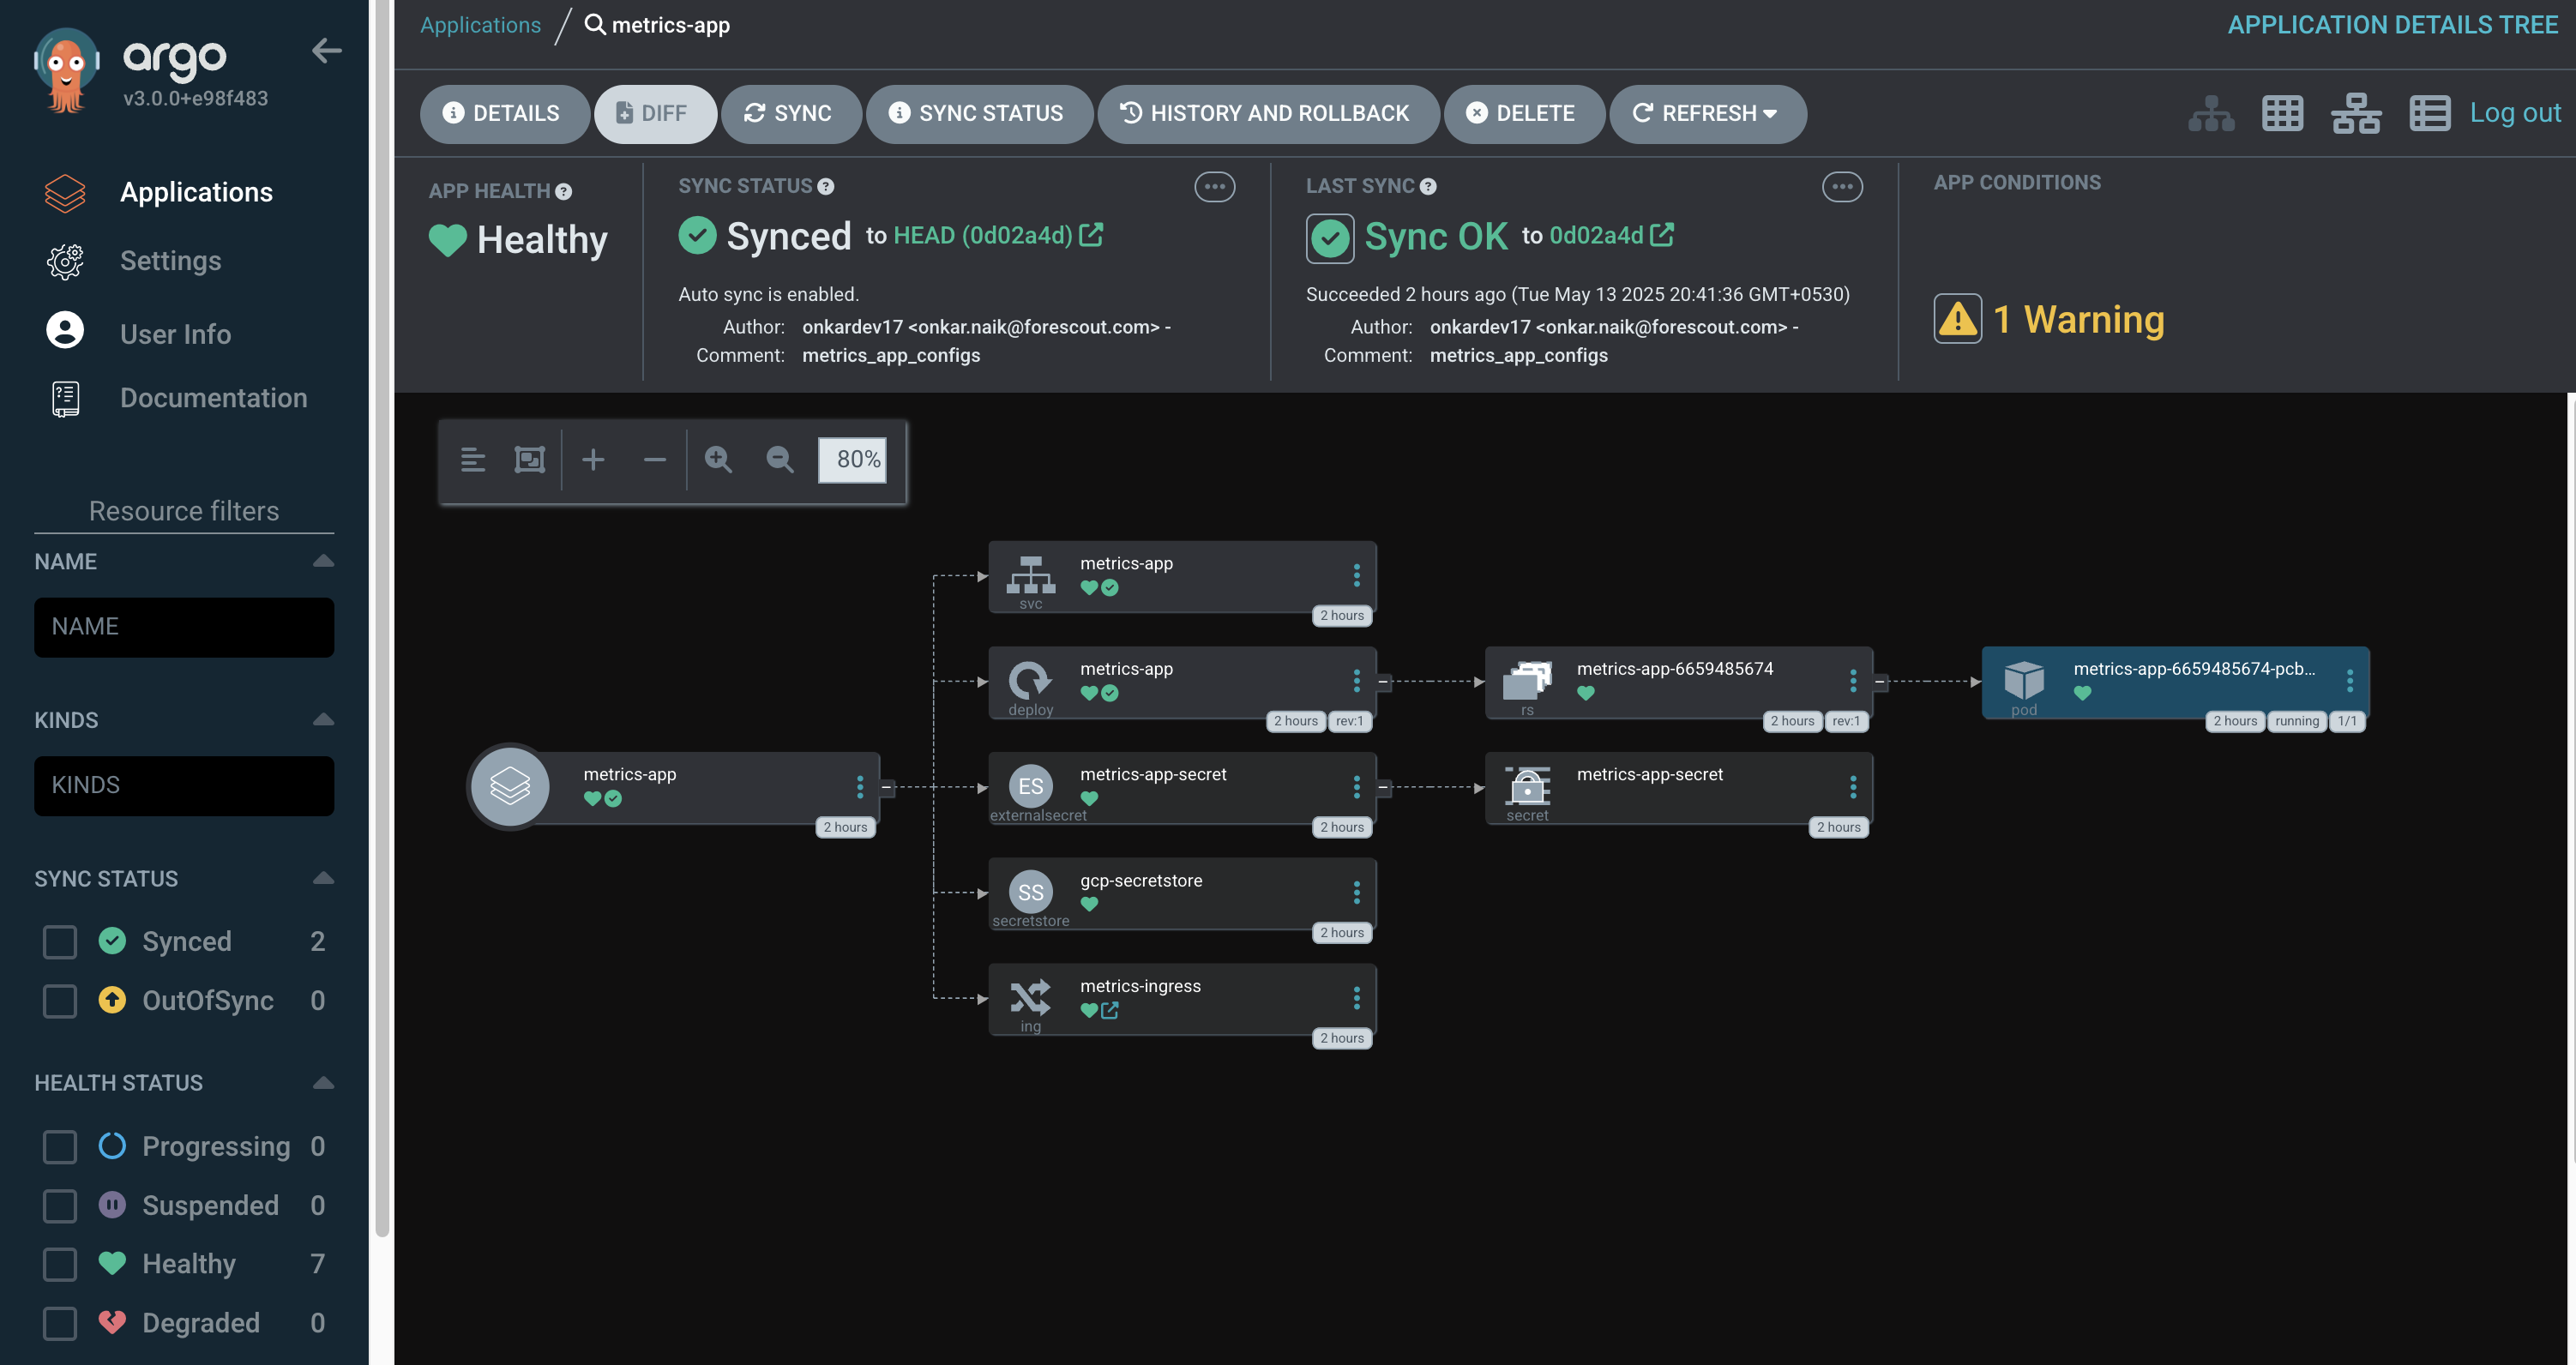 argo
v3.0.0+e98f483
Applications
Settings
User Info
Documentation
Resource filters
NAME
NAME
KINDS
KINDS
SYNC STATUS
Synced 2
OutOfSync 0
HEALTH STATUS
Progressing 0
Suspended 0
Healthy 7
Degraded 0
Applications / metrics-app
APPLICATION DETAILS TREE
DETAILS DIFF SYNC SYNC STATUS HISTORY AND ROLLBACK DELETE REFRESH
Log out
APP HEALTH
Healthy
SYNC STATUS
Synced to HEAD (0d02a4d)
Auto sync is enabled.
Author: onkardev17 <onkar.naik@forescout.com> -
Comment: metrics_app_configs
LAST SYNC
Sync OK to 0d02a4d
Succeeded 2 hours ago (Tue May 13 2025 20:41:36 GMT+0530)
Author: onkardev17 <onkar.naik@forescout.com> -
Comment: metrics_app_configs
APP CONDITIONS
1 Warning
80%
metrics-app
2 hours
metrics-app
svc
2 hours
metrics-app
deploy
2 hours rev:1
metrics-app-6659485674
rs
2 hours rev:1
metrics-app-6659485674-pcb...
pod
2 hours running 1/1
ES
metrics-app-secret
externalsecret
2 hours
metrics-app-secret
secret
2 hours
SS
gcp-secretstore
secretstore
2 hours
metrics-ingress
ing
2 hours